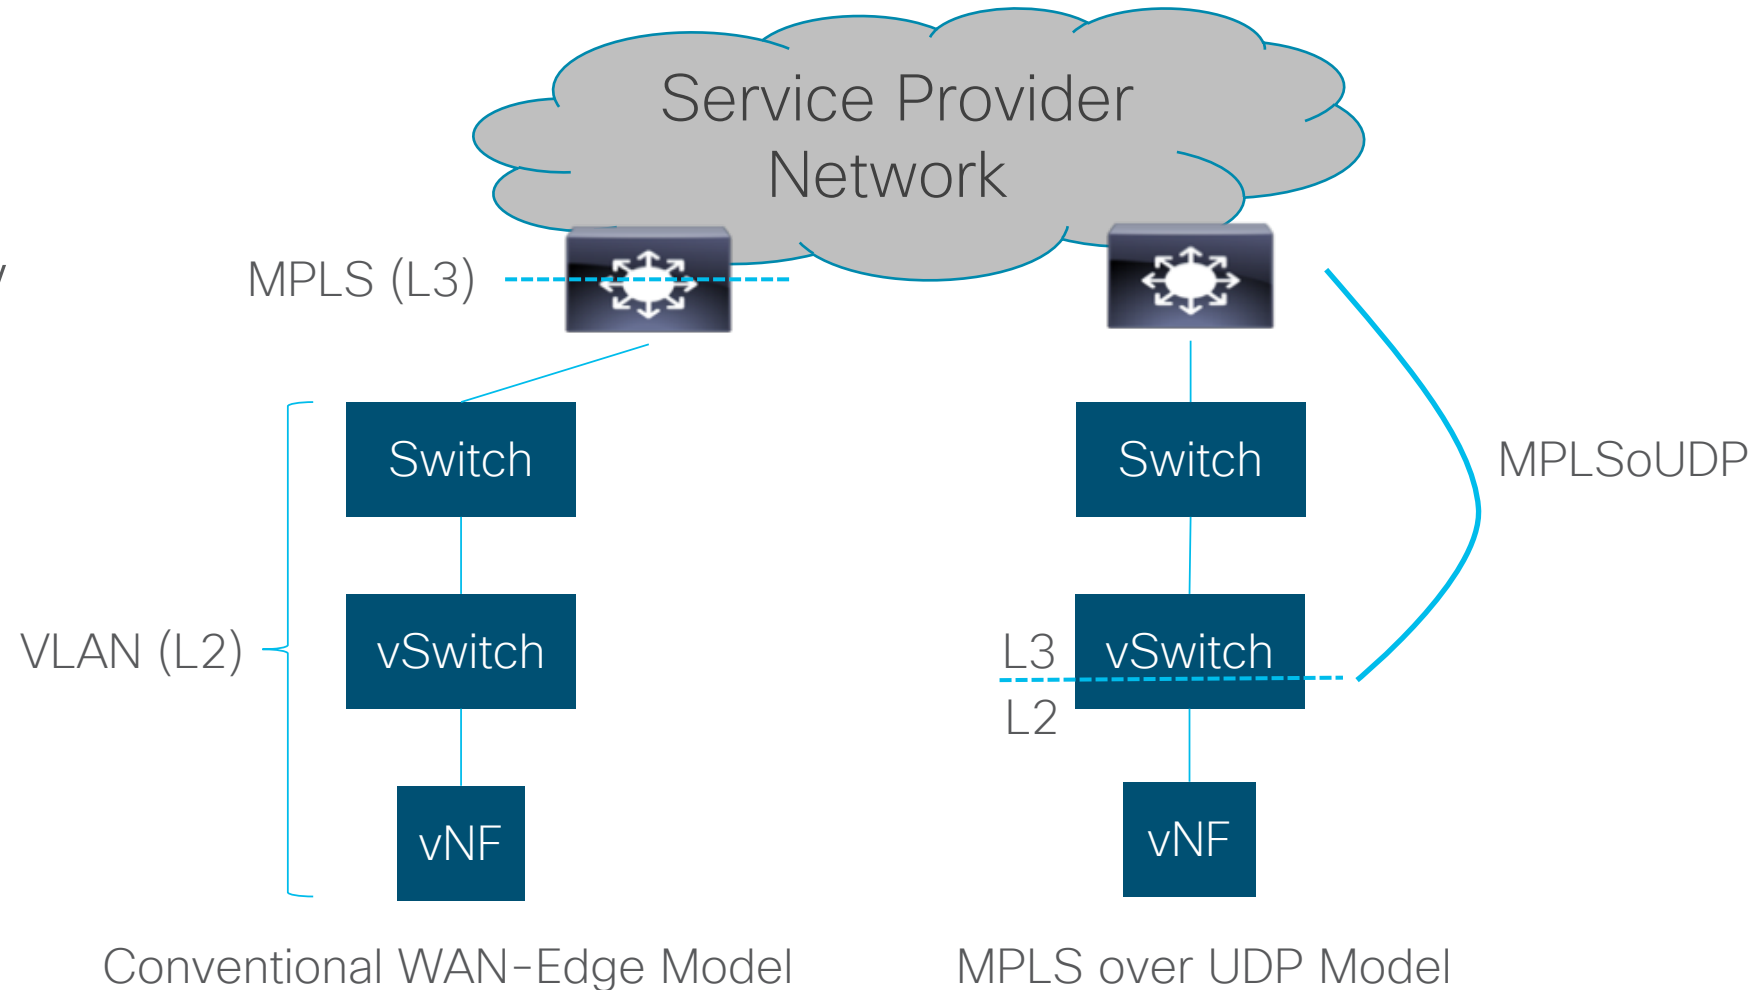 Service Provider
Network
MPLS (L3)
Switch
Switch
MPLSoUDP
VLAN (L2)
vSwitch
L3
vSwitch
L2
vNF
vNF
Conventional WAN-Edge Model
MPLS over UDP Model